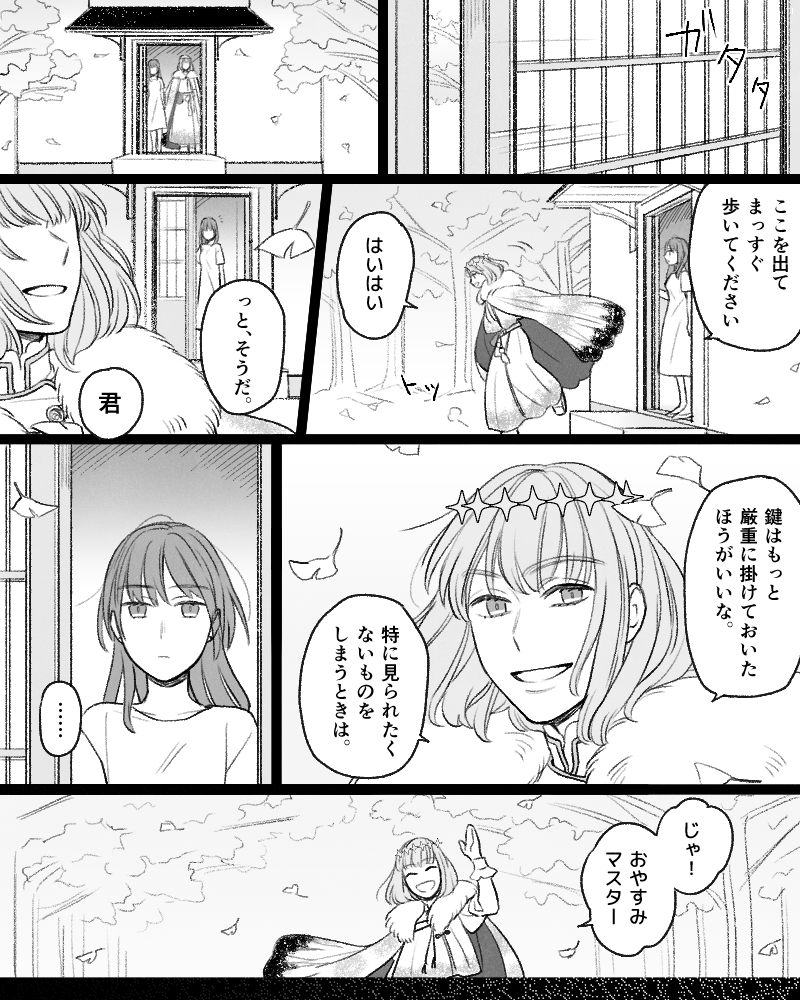 ガタタ
ここを出て
まっすぐ
歩いてください
はいはい
トッ
っと、そうだ。
君
鍵はもっと
厳重に掛けておいた
ほうがいいな。
特に見られたく
ないものを
しまうときは。
……
じゃ！
おやすみ
マスター